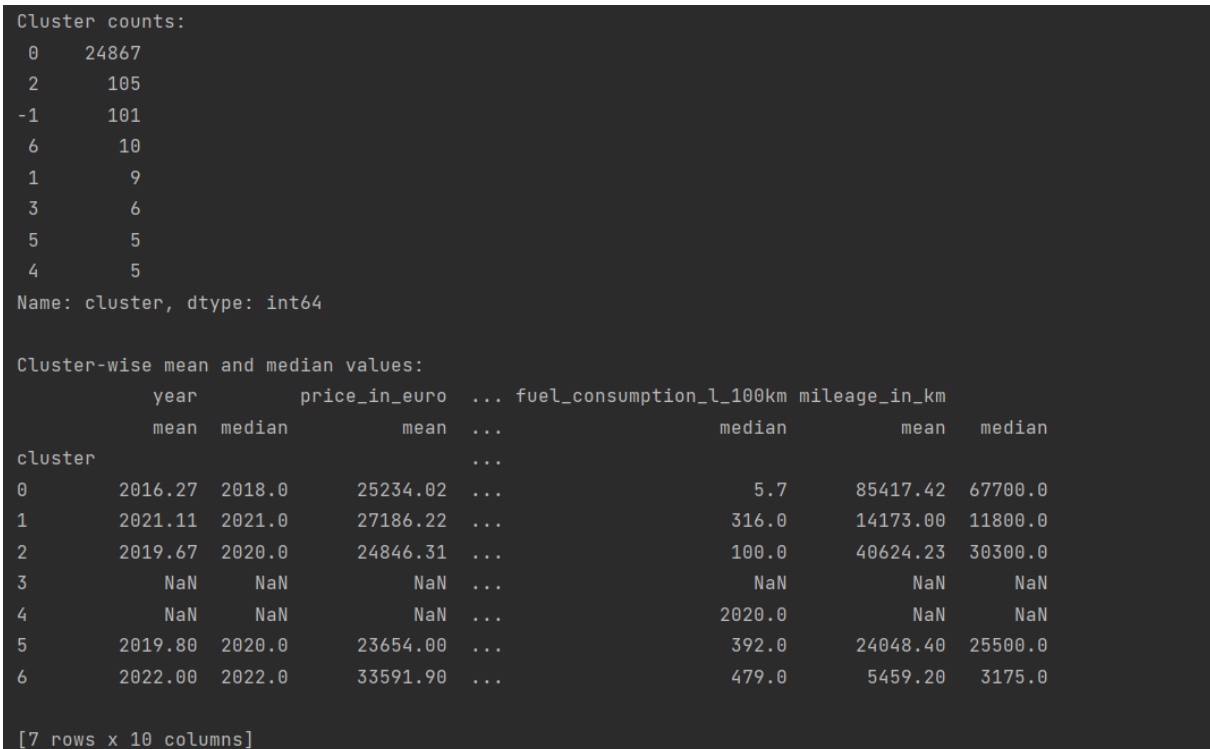 Cluster counts:
 0    24867
 2      105
-1      101
 6       10
 1        9
 3        6
 5        5
 4        5
Name: cluster, dtype: int64
Cluster-wise mean and median values:
            year         price_in_euro  ... fuel_consumption_l_100km mileage_in_km
            mean  median          mean  ...                   median          mean   median
cluster                                 ...
0        2016.27  2018.0      25234.02  ...                      5.7      85417.42  67700.0
1        2021.11  2021.0      27186.22  ...                    316.0      14173.00  11800.0
2        2019.67  2020.0      24846.31  ...                    100.0      40624.23  30300.0
3            NaN     NaN           NaN  ...                      NaN           NaN      NaN
4            NaN     NaN           NaN  ...                   2020.0           NaN      NaN
5        2019.80  2020.0      23654.00  ...                    392.0      24048.40  25500.0
6        2022.00  2022.0      33591.90  ...                    479.0       5459.20   3175.0
[7 rows x 10 columns]